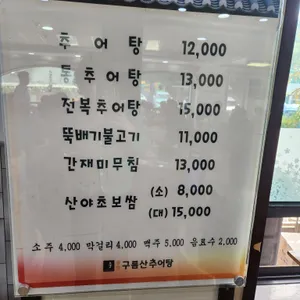 추어탕 12,000
통추어탕 13,000
전복추어탕 15,000
뚝배기불고기 11,000
간재미무침 13,000
산야초보쌈 (소) 8,000
(대) 15,000
소주 4.000 막걸리 4.000 맥주 5.000 음료수 2.000
구품산추어탕